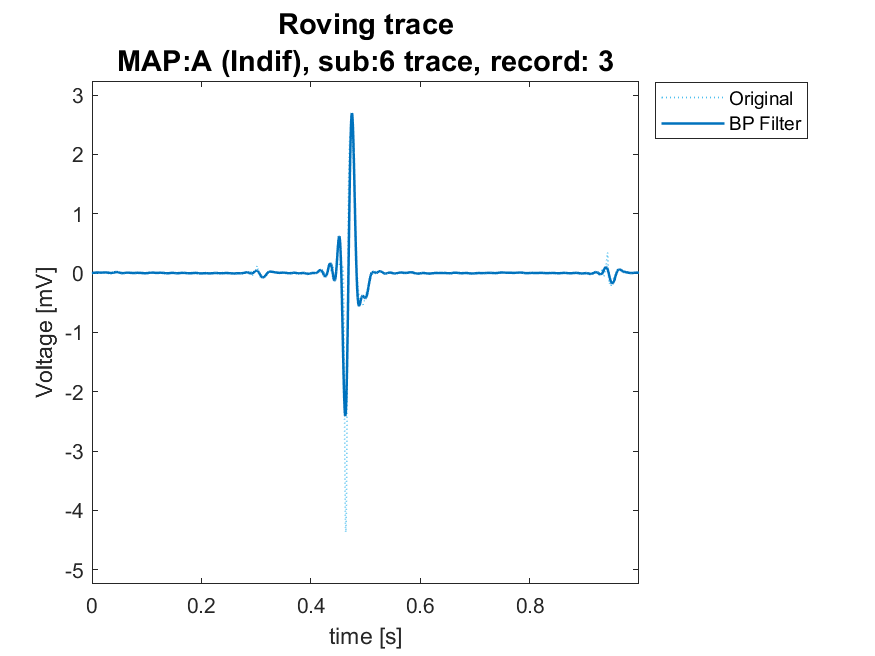 Roving trace
MAP:A (Indif), sub:6 trace, record: 3
Original
BP Filter
3
2
1
0
-1
-2
-3
-4
-5
Voltage [mV]
0
0.2
0.4
0.6
0.8
time [s]